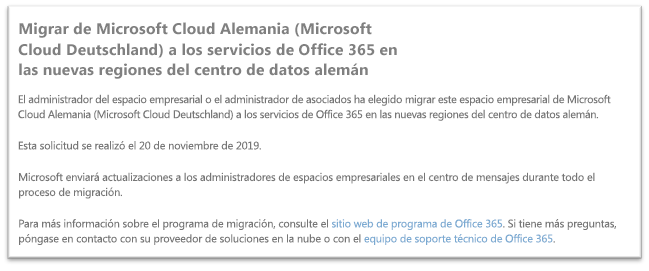 Migrar de Microsoft Cloud Alemania (Microsoft
Cloud Deutschland) a los servicios de Office 365 en
las nuevas regiones del centro de datos alemán
El administrador del espacio empresarial o el administrador de asociados ha elegido migrar este espacio empresarial de Microsoft
Cloud Alemania (Microsoft Cloud Deutschland) a los servicios de Office 365 en las nuevas regiones del centro de datos alemán.
Esta solicitud se realizó el 20 de noviembre de 2019.
Microsoft enviará actualizaciones a los administradores de espacios empresariales en el centro de mensajes durante todo el
proceso de migración.
Para más información sobre el programa de migración, consulte el sitio web de programa de Office 365. Si tiene más preguntas,
póngase en contacto con su proveedor de soluciones en la nube o con el equipo de soporte técnico de Office 365.